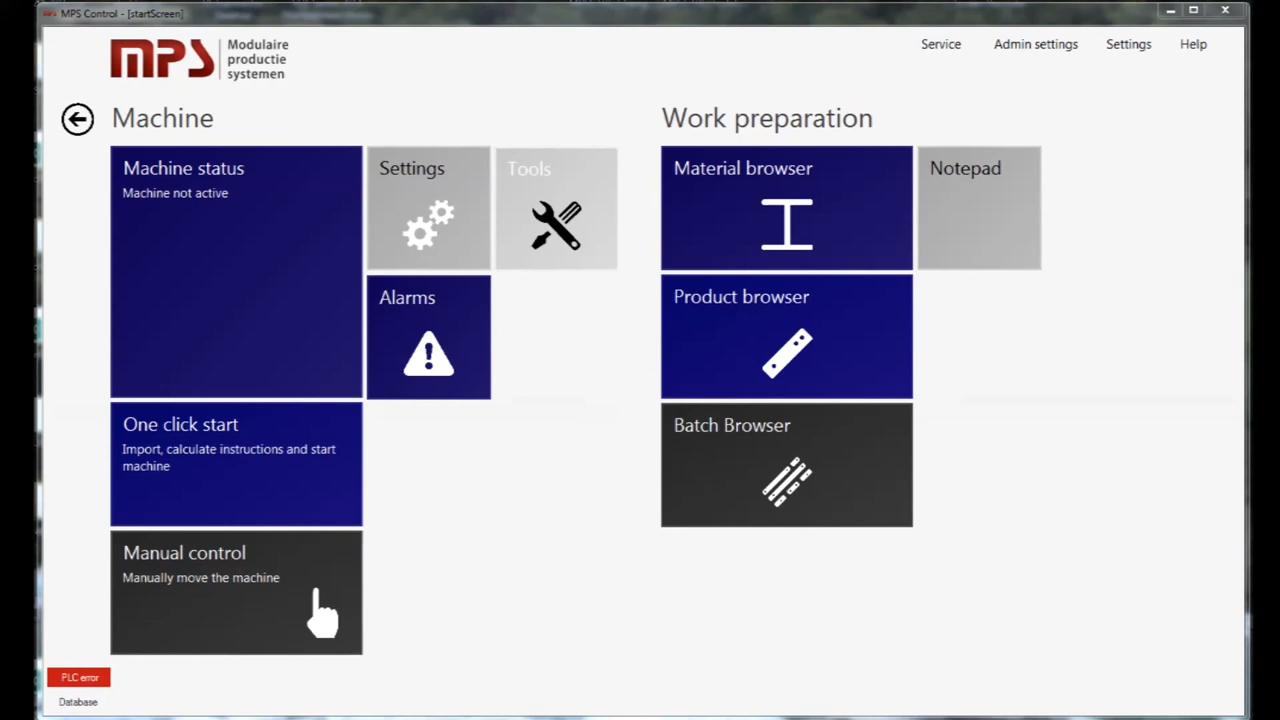 MPS Control - [startScreen]
MPS
Modulaire
productie
systemen
Service
Admin settings
Settings
Help
Machine
Work preparation
Machine status
Machine not active
Settings
Tools
Alarms
One click start
Import, calculate instructions and start
machine
Manual control
Manually move the machine
Material browser
Notepad
Product browser
Batch Browser
PLC error
Database